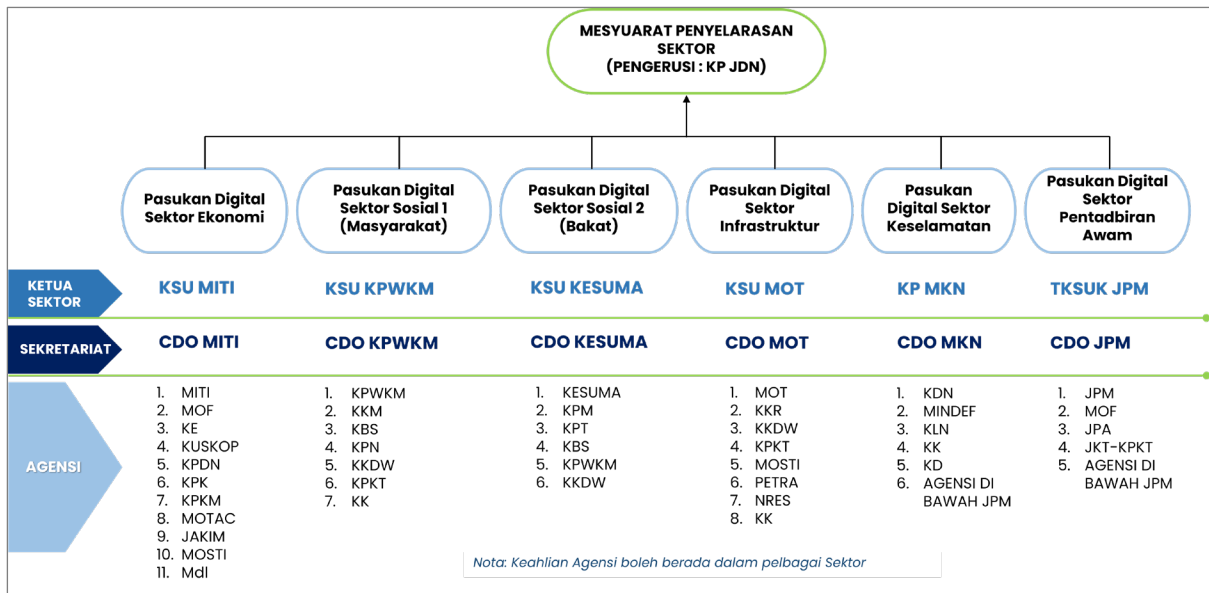 MESYUARAT PENYELARASAN
SEKTOR
(PENGERUSI : KP JDN)
Pasukan Digital
Sektor Ekonomi
Pasukan Digital
Sektor Sosial 1
(Masyarakat)
Pasukan Digital
Sektor Sosial 2
(Bakat)
Pasukan Digital
Sektor
Infrastruktur
Pasukan
Digital Sektor
Keselamatan
Pasukan Digital
Sektor
Pentadbiran
Awam
KETUA
SEKTOR
KSU MITI
KSU KPWKM
KSU KESUMA
KSU MOT
KP MKN
TKSUK JPM
SEKRETARIAT
CDO MITI
CDO KPWKM
CDO KESUMA
CDO MOT
CDO MKN
CDO JPM
AGENSI
1. MITI
2. MOF
3. KE
4. KUSKOP
5. KPDN
6. KPK
7. KPKM
8. MOTAC
9. JAKIM
10. MOSTI
11. MdI
1. KPWKM
2. KKM
3. KBS
4. KPN
5. KKDW
6. KPKT
7. KK
1. KESUMA
2. KPM
3. KPT
4. KBS
5. KPWKM
6. KKDW
1. MOT
2. KKR
3. KKDW
4. KPKT
5. MOSTI
6. PETRA
7. NRES
8. KK
1. KDN
2. MINDEF
3. KLN
4. KK
5. KD
6. AGENSI DI
BAWAH JPM
1. JPM
2. MOF
3. JPA
4. JKT-KPKT
5. AGENSI DI
BAWAH JPM
Nota: Keahlian Agensi boleh berada dalam pelbagai Sektor